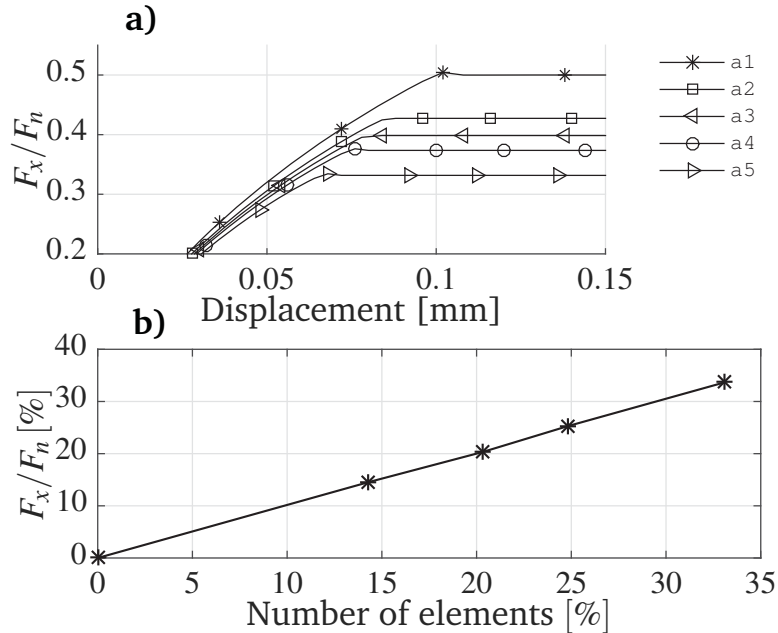 a)
0.5
0.4
0.3
0.2
F_x/F_n
0 0.05 0.1 0.15
Displacement [mm]
a1
a2
a3
a4
a5
b)
40
30
20
10
0
F_x/F_n [%]
0 5 10 15 20 25 30 35
Number of elements [%]